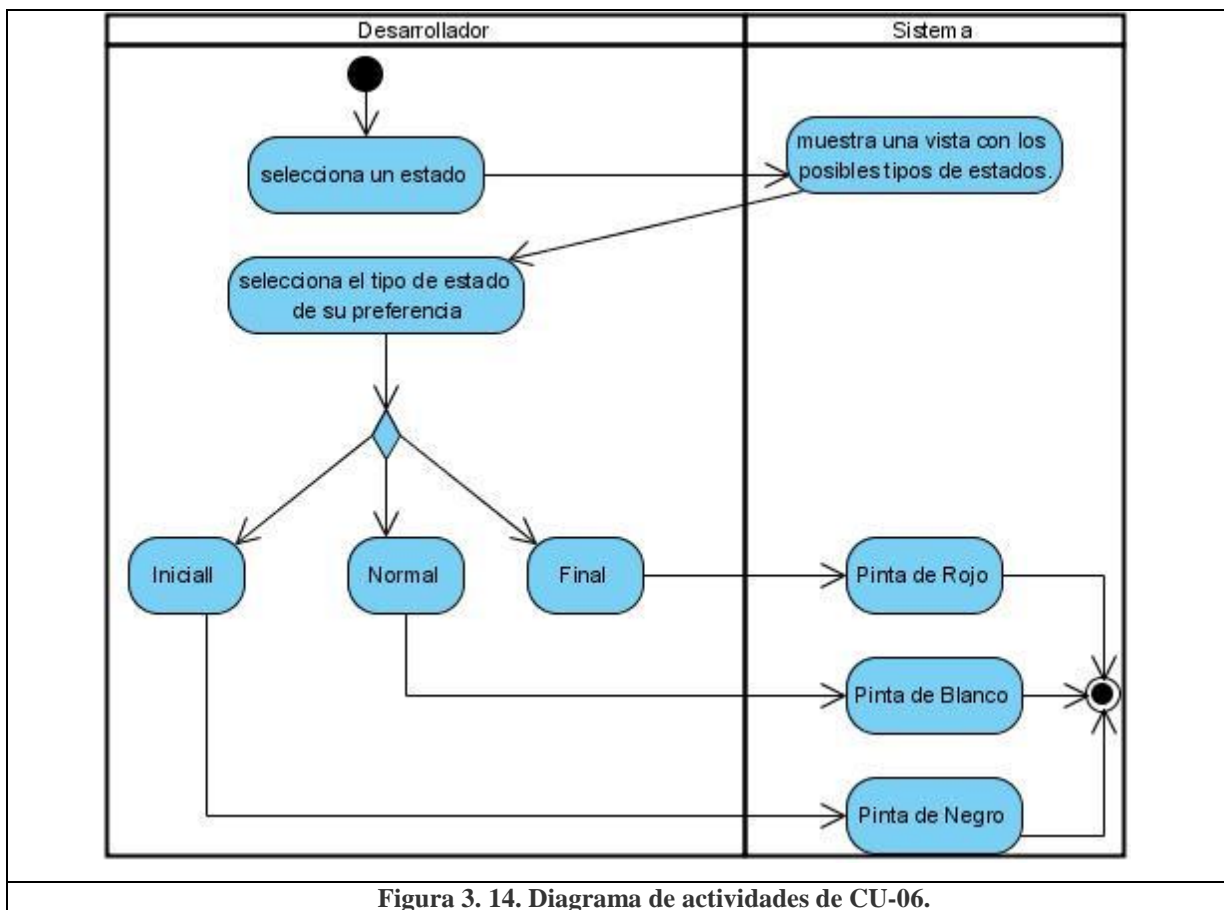 Desarrollador
Sistema
selecciona un estado
muestra una vista con los
posibles tipos de estados.
selecciona el tipo de estado
de su preferencia
Iniciall
Normal
Final
Pinta de Rojo
Pinta de Blanco
Pinta de Negro
Figura 3. 14. Diagrama de actividades de CU-06.